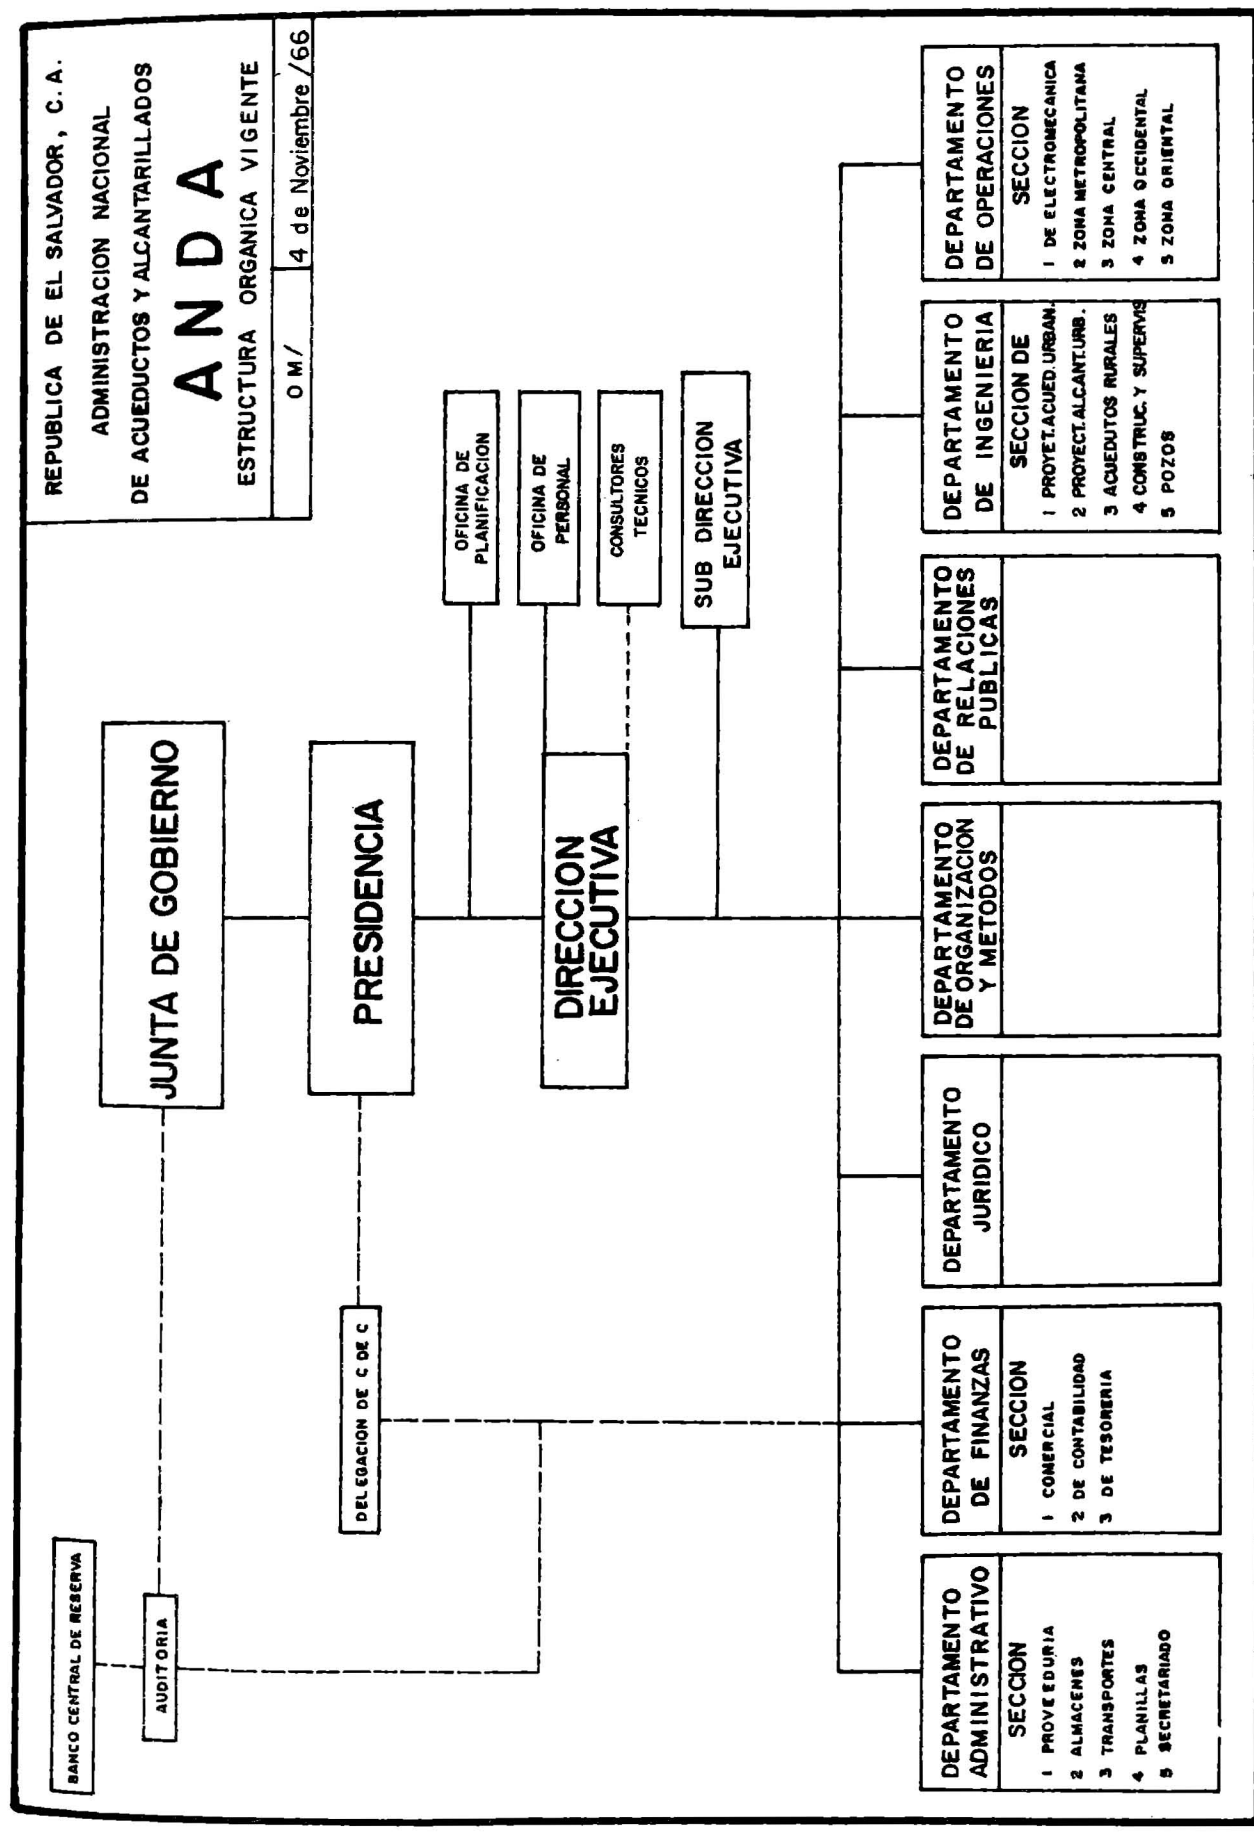 REPUBLICA DE EL SALVADOR, C.A.
ADMINISTRACION NACIONAL
DE ACUEDUCTOS Y ALCANTARILLADOS
ANDA
ESTRUCTURA ORGANICA VIGENTE
OM/
4 de Noviembre /66
BANCO CENTRAL DE RESERVA
AUDITORIA
JUNTA DE GOBIERNO
PRESIDENCIA
DELEGACION DE C DE C
OFICINA DE
PLANIFICACION
OFICINA DE
PERSONAL
CONSULTORES
TECNICOS
DIRECCION
EJECUTIVA
SUB DIRECCION
EJECUTIVA
DEPARTAMENTO
ADMINISTRATIVO
SECCION
1 PROVEEDURIA
2 ALMACENES
3 TRANSPORTES
4 PLANILLAS
5 SECRETARIADO
DEPARTAMENTO
DE FINANZAS
SECCION
1 COMERCIAL
2 DE CONTABILIDAD
3 DE TESORERIA
DEPARTAMENTO
JURIDICO
DEPARTAMENTO
DE ORGANIZACION
Y METODOS
DEPARTAMENTO
DE RELACIONES
PUBLICAS
DEPARTAMENTO
DE INGENIERIA
SECCION DE
1 PROYET.ACUED.URBAN.
2 PROYECT.ALCANT.URB.
3 ACUEDUTOS RURALES
4 CONSTRUC. Y SUPERVIS
5 POZOS
DEPARTAMENTO
DE OPERACIONES
SECCION
1 DE ELECTROMECANICA
2 ZONA METROPOLITANA
3 ZONA CENTRAL
4 ZONA OCCIDENTAL
5 ZONA ORIENTAL